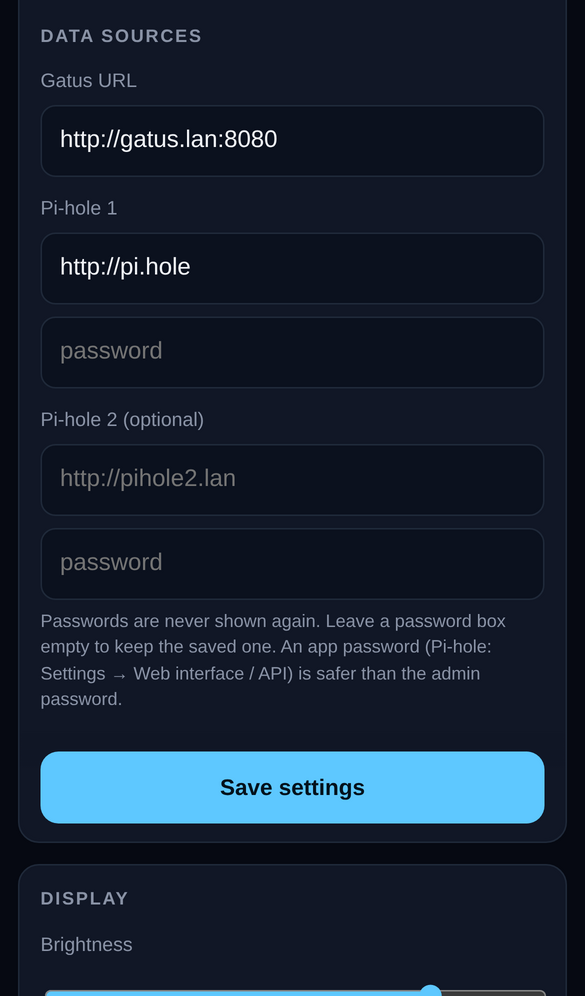 DATA SOURCES
Gatus URL
http://gatus.lan:8080
Pi-hole 1
http://pi.hole
password
Pi-hole 2 (optional)
http://pihole2.lan
password
Passwords are never shown again. Leave a password box
empty to keep the saved one. An app password (Pi-hole:
Settings → Web interface / API) is safer than the admin
password.
Save settings
DISPLAY
Brightness